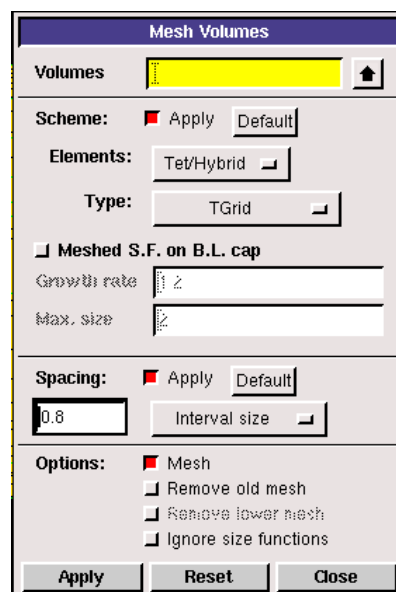 Mesh Volumes
Volumes
Scheme: Apply Default
Elements: Tet/Hybrid
Type: TGrid
Meshed S.F. on B.L. cap
Growth rate 1.2
Max. size 2
Spacing: Apply Default
0.8 Interval size
Options: Mesh
Remove old mesh
Remove lower mesh
Ignore size functions
Apply Reset Close